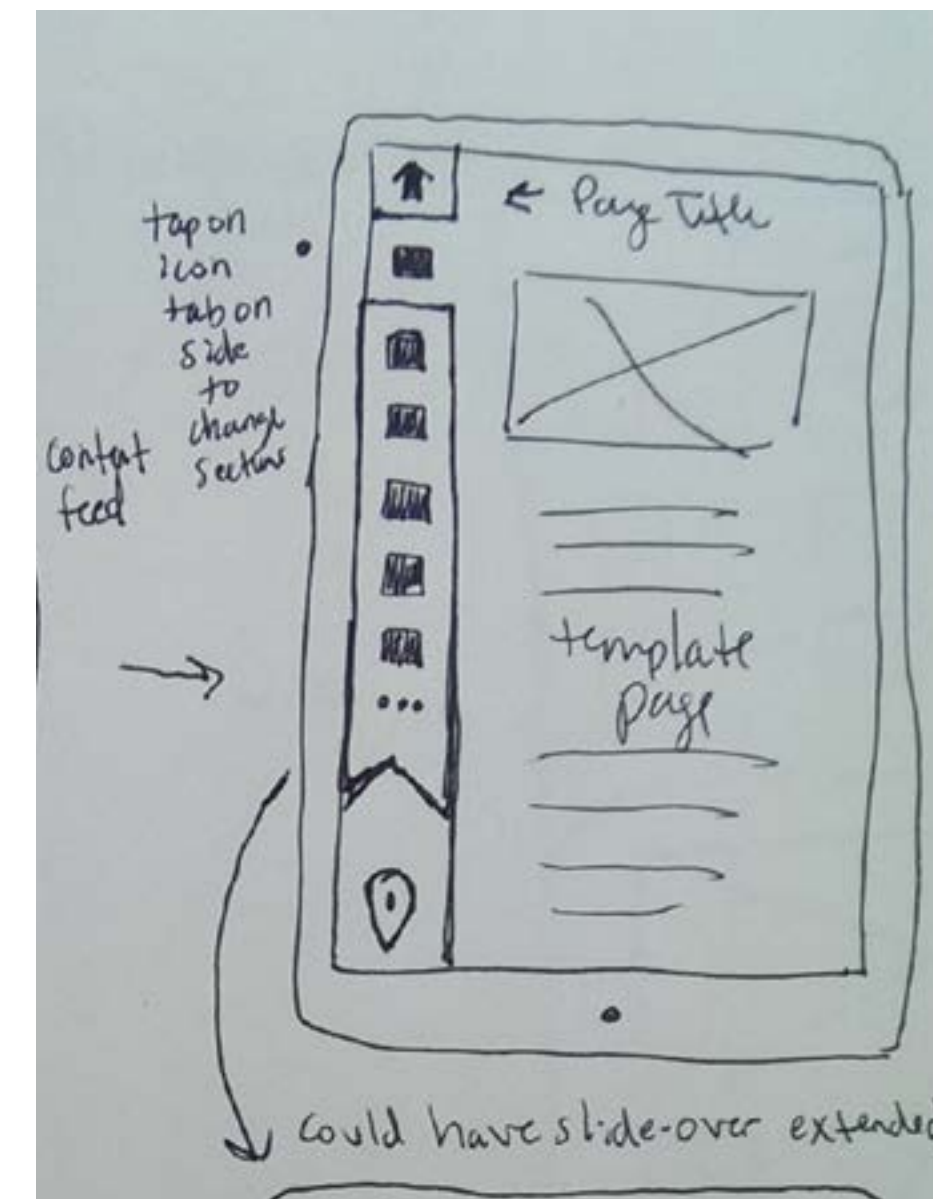 tap on
icon
tab on
side
to
change
sections
content
feed
← Page Title
template
page
could have slide-over extended